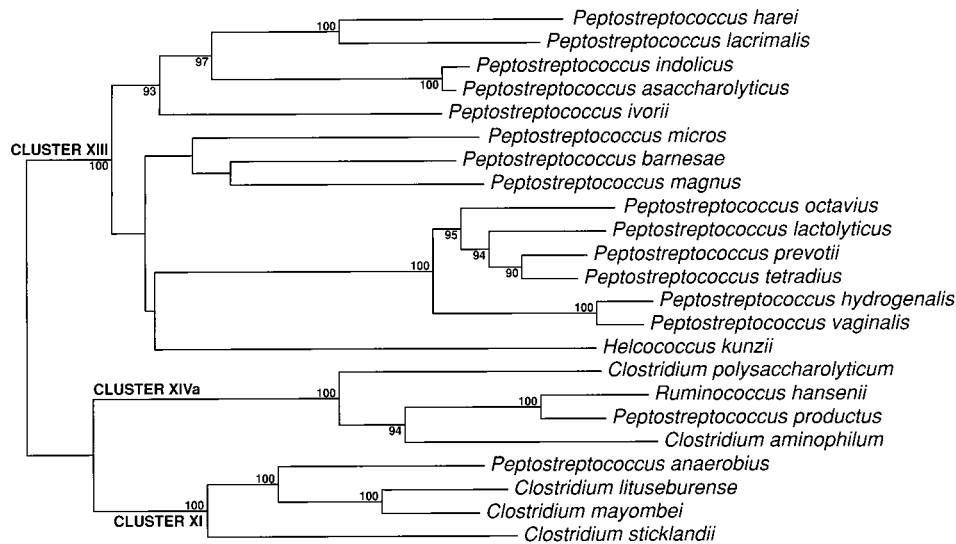 100
Peptostreptococcus harei
Peptostreptococcus lacrimalis
97
Peptostreptococcus indolicus
100
Peptostreptococcus asaccharolyticus
93
Peptostreptococcus ivorii
Peptostreptococcus micros
CLUSTER XIII
100
Peptostreptococcus barnesae
Peptostreptococcus magnus
Peptostreptococcus octavius
95
Peptostreptococcus lactolyticus
94
Peptostreptococcus prevotii
100
90
Peptostreptococcus tetradius
Peptostreptococcus hydrogenalis
100
Peptostreptococcus vaginalis
Helcococcus kunzii
Clostridium polysaccharolyticum
CLUSTER XIVa
100
Ruminococcus hansenii
100
Peptostreptococcus productus
94
Clostridium aminophilum
Peptostreptococcus anaerobius
100
Clostridium lituseburense
100
Clostridium mayombei
100
CLUSTER XI
Clostridium sticklandii